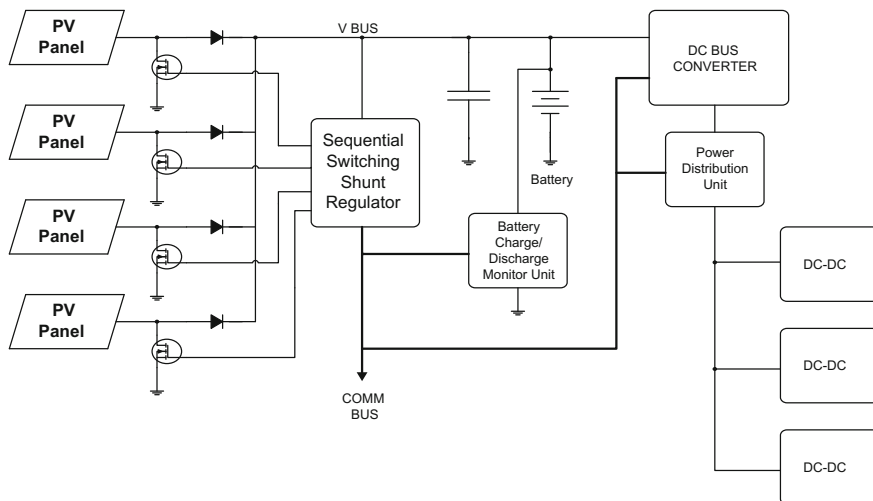 PV
Panel
V BUS
DC BUS
CONVERTER
PV
Panel
Sequential
Switching
Shunt
Regulator
Power
Distribution
Unit
Battery
PV
Panel
Battery
Charge/
Discharge
Monitor Unit
DC-DC
PV
Panel
DC-DC
COMM
BUS
DC-DC